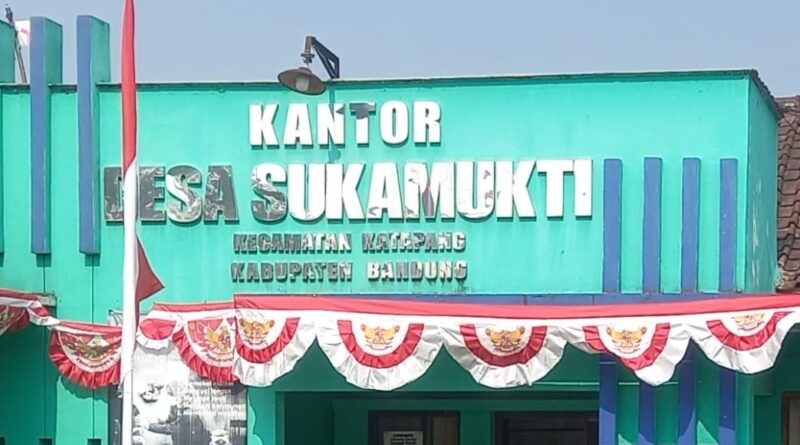 KANTOR
DESA SUKAMUKTI
KECAMATAN KATAPANG
KABUPATEN BANDUNG